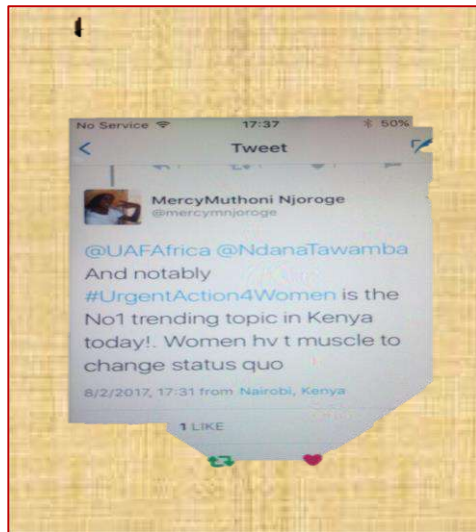 No Service 17:37 50%
Tweet
MercyMuthoni Njoroge
@mercymnjoroge
@UAFAfrica @NdanaTawamba
And notably
#UrgentAction4Women is the
No1 trending topic in Kenya
today!. Women hv t muscle to
change status quo
8/2/2017, 17:31 from Nairobi, Kenya
1 LIKE